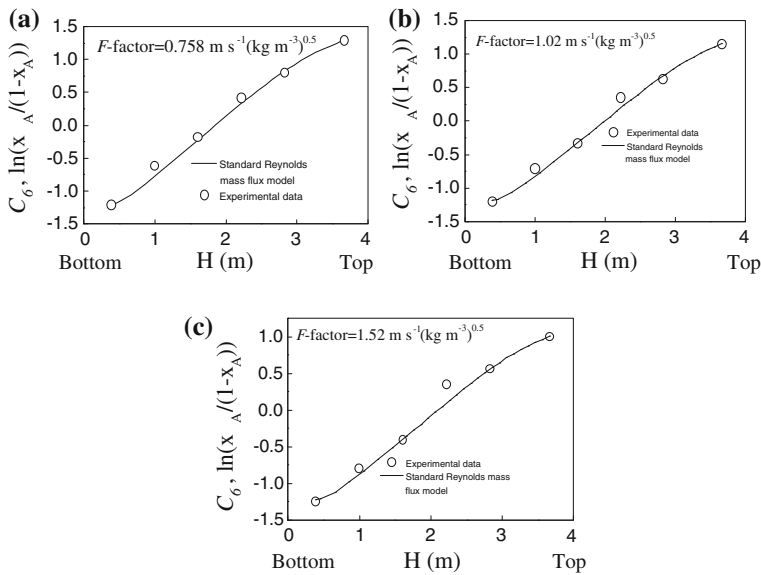 (a)
F-factor=0.758 m s⁻¹(kg m⁻³)⁰·⁵
C₆, ln(x_A/(1-x_A))
1.5
1.0
0.5
0.0
-0.5
-1.0
-1.5
Standard Reynolds
mass flux model
Experimental data
0 1 2 3 4
Bottom H (m) Top
(b)
F-factor=1.02 m s⁻¹(kg m⁻³)⁰·⁵
C₆, ln(x_A/(1-x_A))
1.5
1.0
0.5
0.0
-0.5
-1.0
-1.5
Experimental data
Standard Reynolds
mass flux model
0 1 2 3 4
Bottom H (m) Top
(c)
F-factor=1.52 m s⁻¹(kg m⁻³)⁰·⁵
C₆, ln(x_A/(1-x_A))
1.0
0.5
0.0
-0.5
-1.0
-1.5
Experimental data
Standard Reynolds mass
flux model
0 1 2 3 4
Bottom H (m) Top